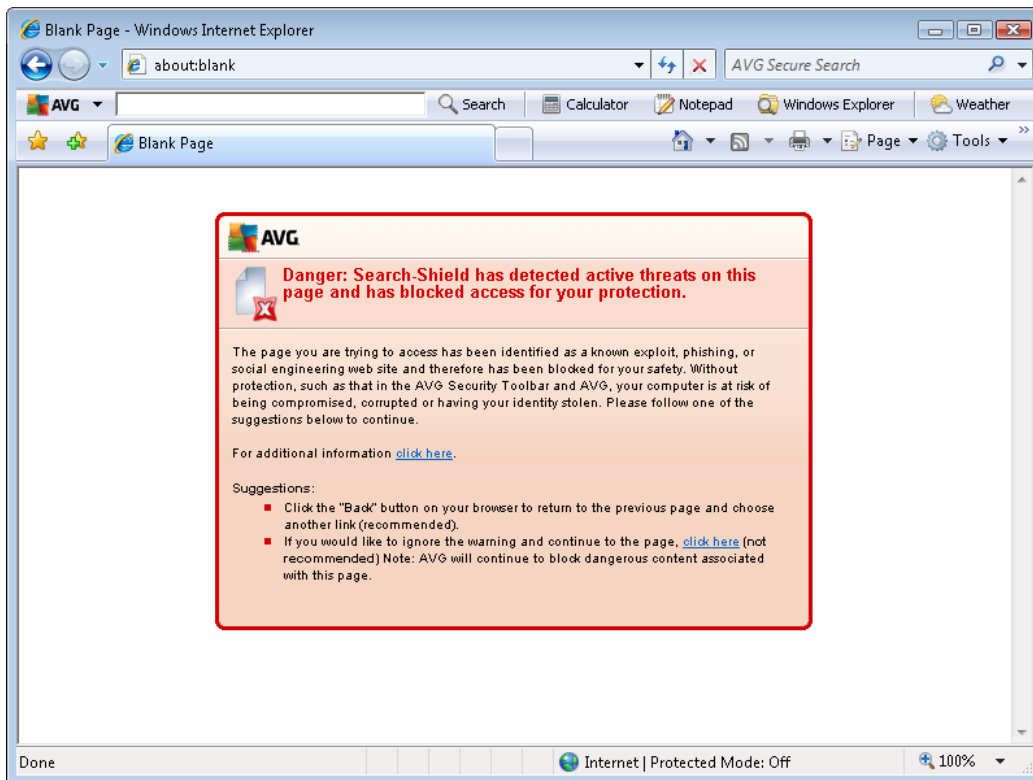 Blank Page - Windows Internet Explorer
about:blank
AVG Secure Search
AVG
Search
Calculator
Notepad
Windows Explorer
Weather
Blank Page
Page
Tools
»
AVG
Danger: Search-Shield has detected active threats on this
page and has blocked access for your protection.
The page you are trying to access has been identified as a known exploit, phishing, or
social engineering web site and therefore has been blocked for your safety. Without
protection, such as that in the AVG Security Toolbar and AVG, your computer is at risk of
being compromised, corrupted or having your identity stolen. Please follow one of the
suggestions below to continue.
For additional information click here.
Suggestions:
Click the "Back" button on your browser to return to the previous page and choose
another link (recommended).
If you would like to ignore the warning and continue to the page, click here (not
recommended) Note: AVG will continue to block dangerous content associated
with this page.
Done
Internet | Protected Mode: Off
100%